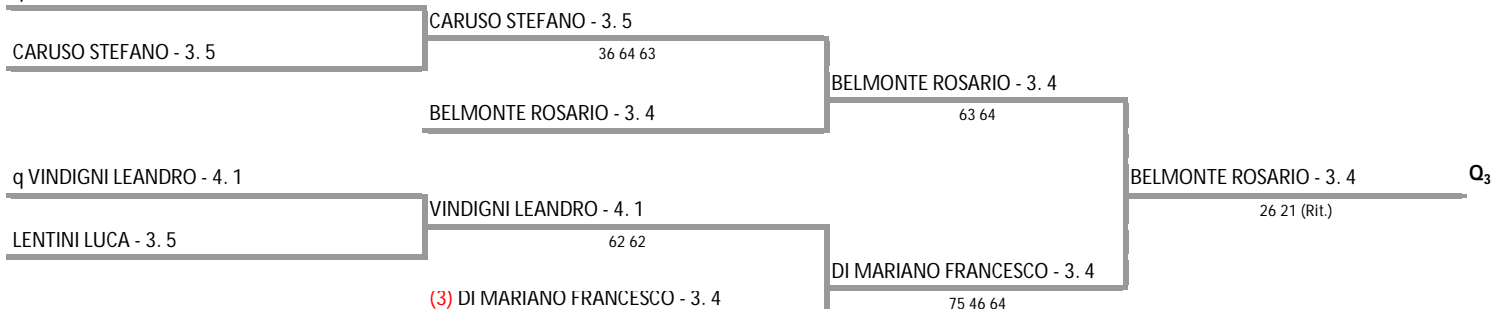 CARUSO STEFANO - 3. 5
CARUSO STEFANO - 3. 5
36 64 63
BELMONTE ROSARIO - 3. 4
BELMONTE ROSARIO - 3. 4
63 64
q VINDIGNI LEANDRO - 4. 1
BELMONTE ROSARIO - 3. 4
Q3
26 21 (Rit.)
VINDIGNI LEANDRO - 4. 1
LENTINI LUCA - 3. 5
62 62
DI MARIANO FRANCESCO - 3. 4
(3) DI MARIANO FRANCESCO - 3. 4
75 46 64